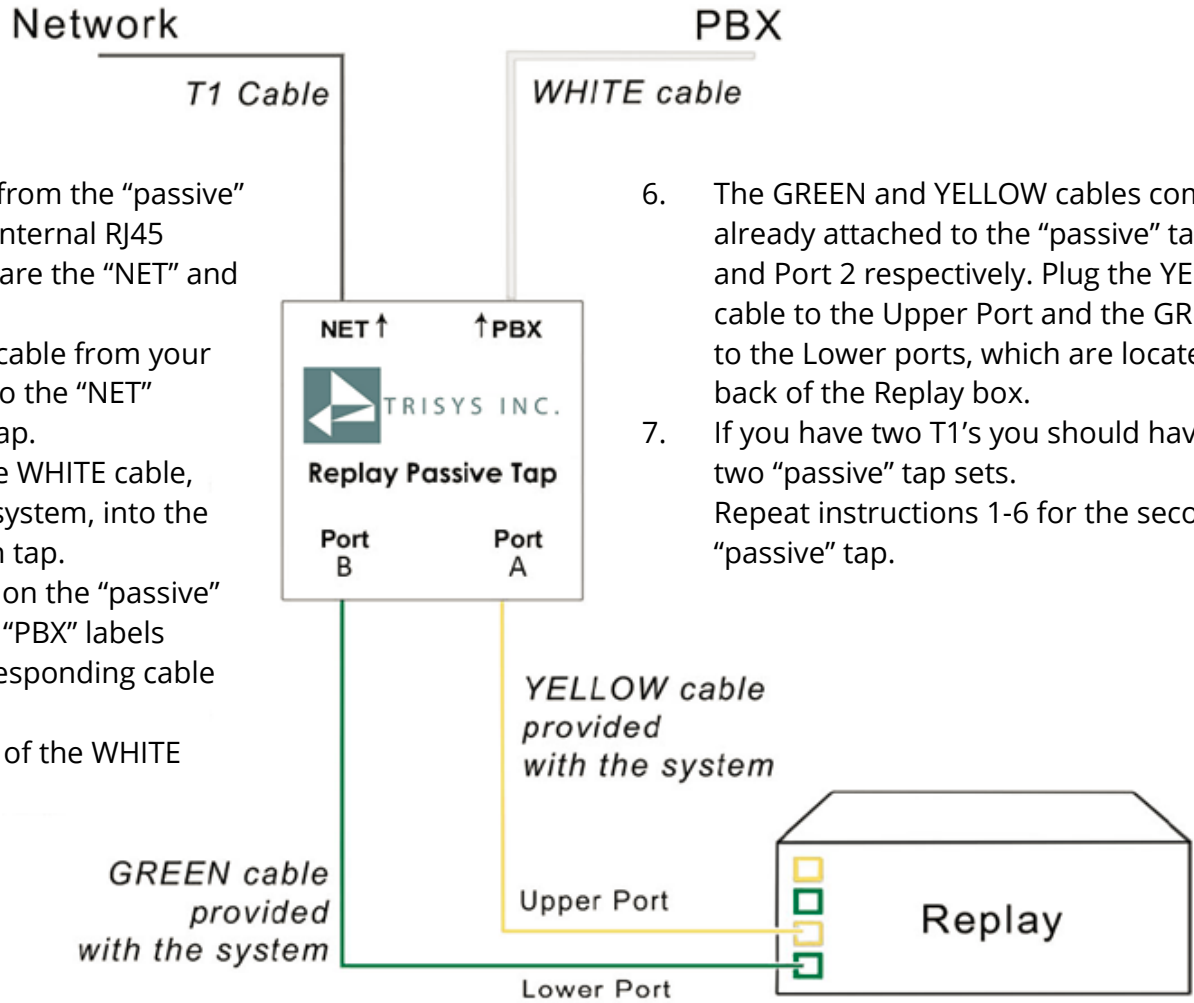 Network
PBX
T1 Cable
WHITE cable
from the “passive”
nternal RJ45
are the “NET” and
cable from your
o the “NET”
ap.
e WHITE cable,
system, into the
n tap.
on the “passive”
“PBX” labels
esponding cable
of the WHITE
NET↑ ↑PBX
TRISYS INC.
Replay Passive Tap
Port Port
B A
6. The GREEN and YELLOW cables com
already attached to the “passive” ta
and Port 2 respectively. Plug the YE
cable to the Upper Port and the GR
to the Lower ports, which are locate
back of the Replay box.
7. If you have two T1’s you should hav
two “passive” tap sets.
Repeat instructions 1-6 for the seco
“passive” tap.
YELLOW cable
provided
with the system
GREEN cable
provided
with the system
Upper Port
Lower Port
Replay